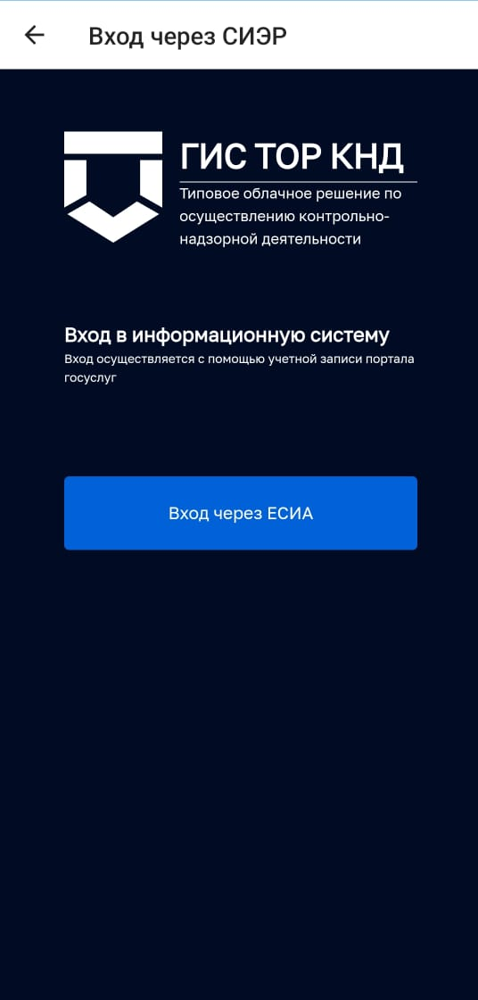 Вход через СИЭР
ГИС ТОР КНД
Типовое облачное решение по
осуществлению контрольно-
надзорной деятельности
Вход в информационную систему
Вход осуществляется с помощью учетной записи портала
госуслуг
Вход через ЕСИА